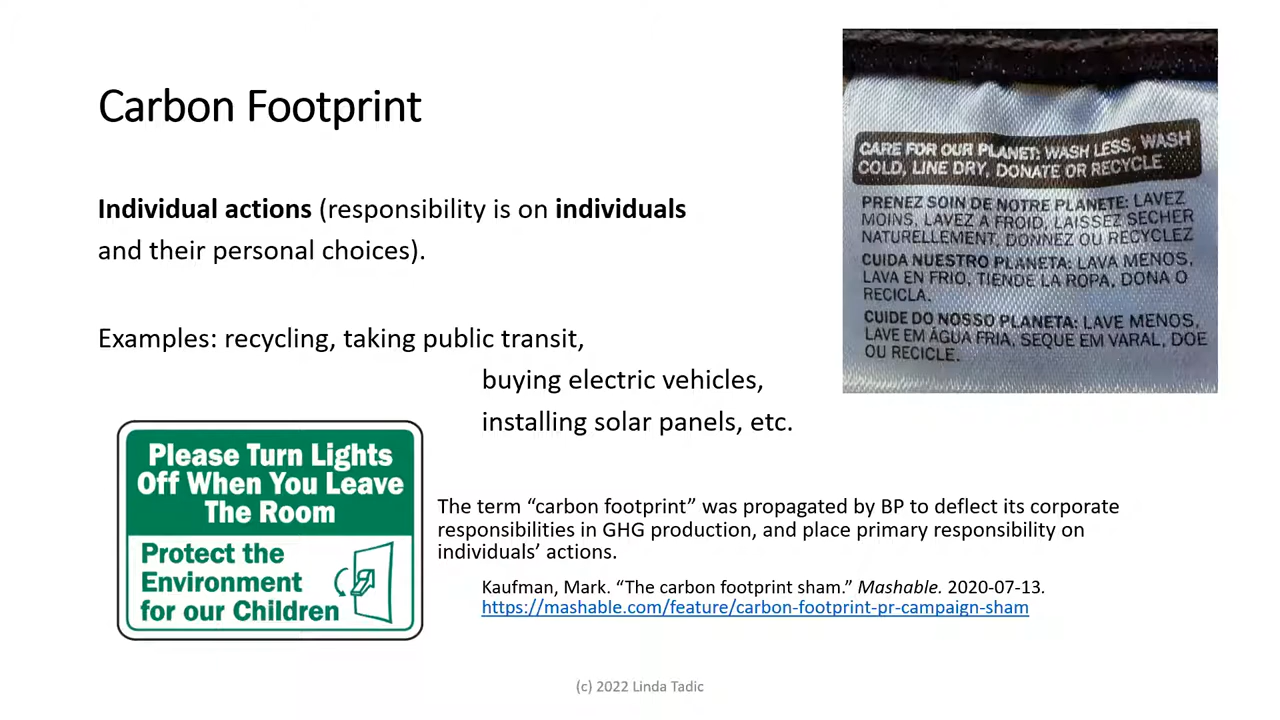 Carbon Footprint
Individual actions (responsibility is on individuals
and their personal choices).
Examples: recycling, taking public transit,
buying electric vehicles,
installing solar panels, etc.
CARE FOR OUR PLANET: WASH LESS, WASH
COLD, LINE DRY, DONATE OR RECYCLE
PRENEZ SOIN DE NOTRE PLANETE: LAVEZ
MOINS, LAVEZ A FROID, LAISSEZ SECHER
NATURELLEMENT, DONNEZ OU RECYCLEZ
CUIDA NUESTRO PLANETA: LAVA MENOS,
LAVA EN FRIO, TIENDE LA ROPA, DONA O
RECICLA.
CUIDE DO NOSSO PLANETA: LAVE MENOS,
LAVE EM ÁGUA FRIA, SEQUE EM VARAL, DOE
OU RECICLE.
Please Turn Lights
Off When You Leave
The Room
Protect the
Environment
for our Children
The term “carbon footprint” was propagated by BP to deflect its corporate
responsibilities in GHG production, and place primary responsibility on
individuals’ actions.
Kaufman, Mark. “The carbon footprint sham.” Mashable. 2020-07-13.
https://mashable.com/feature/carbon-footprint-pr-campaign-sham
(c) 2022 Linda Tadic